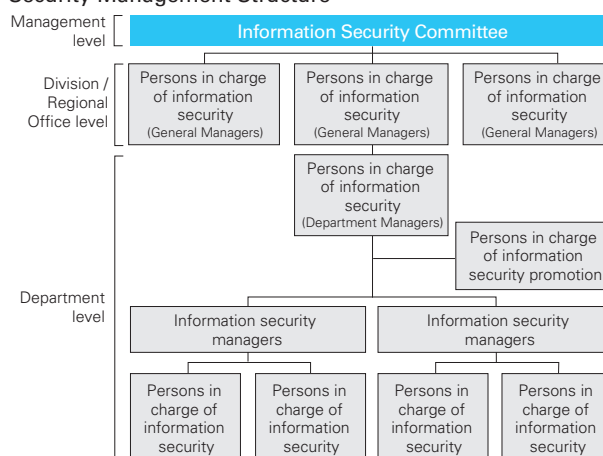 Security Management Structure
Management
level
Information Security Committee
Division /
Regional
Office level
Persons in charge
of information
security
(General Managers)
Persons in charge
of information
security
(General Managers)
Persons in charge
of information
security
(General Managers)
Department
level
Persons in charge
of information
security
(Department Managers)
Persons in charge
of information
security promotion
Information security
managers
Information security
managers
Persons in
charge of
information
security
Persons in
charge of
information
security
Persons in
charge of
information
security
Persons in
charge of
information
security